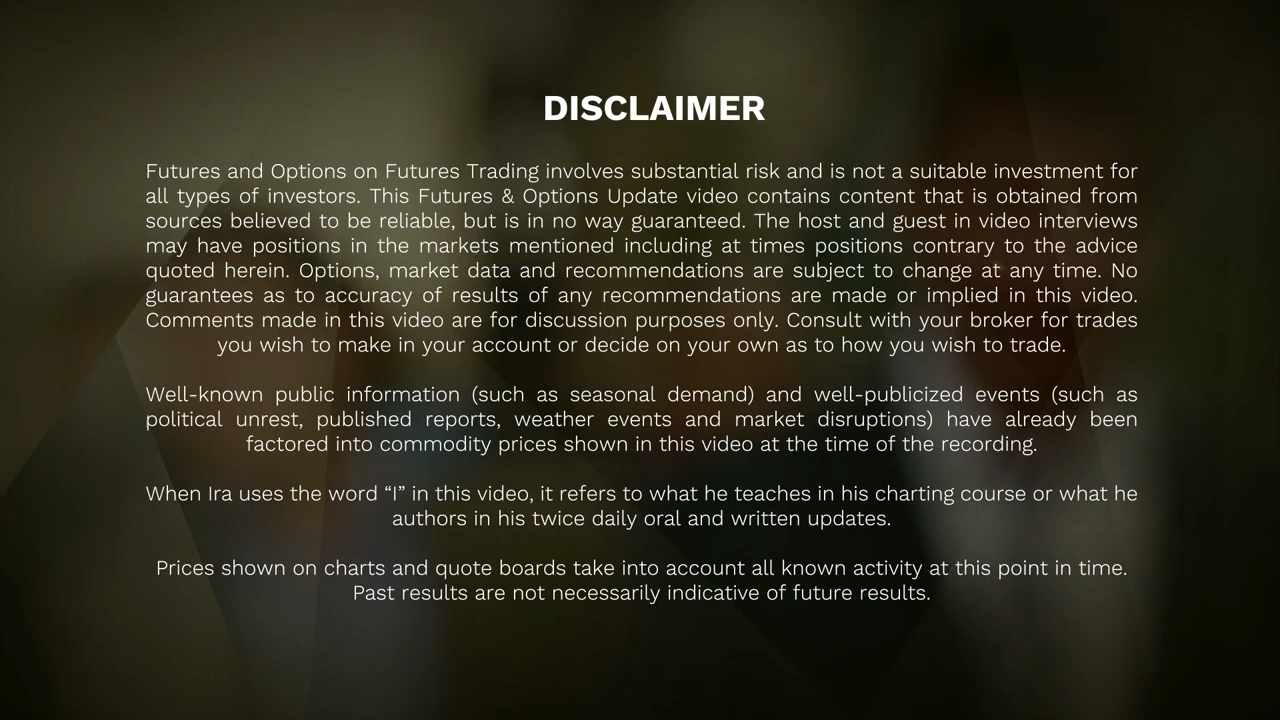 DISCLAIMER
Futures and Options on Futures Trading involves substantial risk and is not a suitable investment for
all types of investors. This Futures & Options Update video contains content that is obtained from
sources believed to be reliable, but is in no way guaranteed. The host and guest in video interviews
may have positions in the markets mentioned including at times positions contrary to the advice
quoted herein. Options, market data and recommendations are subject to change at any time. No
guarantees as to accuracy of results of any recommendations are made or implied in this video.
Comments made in this video are for discussion purposes only. Consult with your broker for trades
you wish to make in your account or decide on your own as to how you wish to trade.
Well-known public information (such as seasonal demand) and well-publicized events (such as
political unrest, published reports, weather events and market disruptions) have already been
factored into commodity prices shown in this video at the time of the recording.
When Ira uses the word “I” in this video, it refers to what he teaches in his charting course or what he
authors in his twice daily oral and written updates.
Prices shown on charts and quote boards take into account all known activity at this point in time.
Past results are not necessarily indicative of future results.